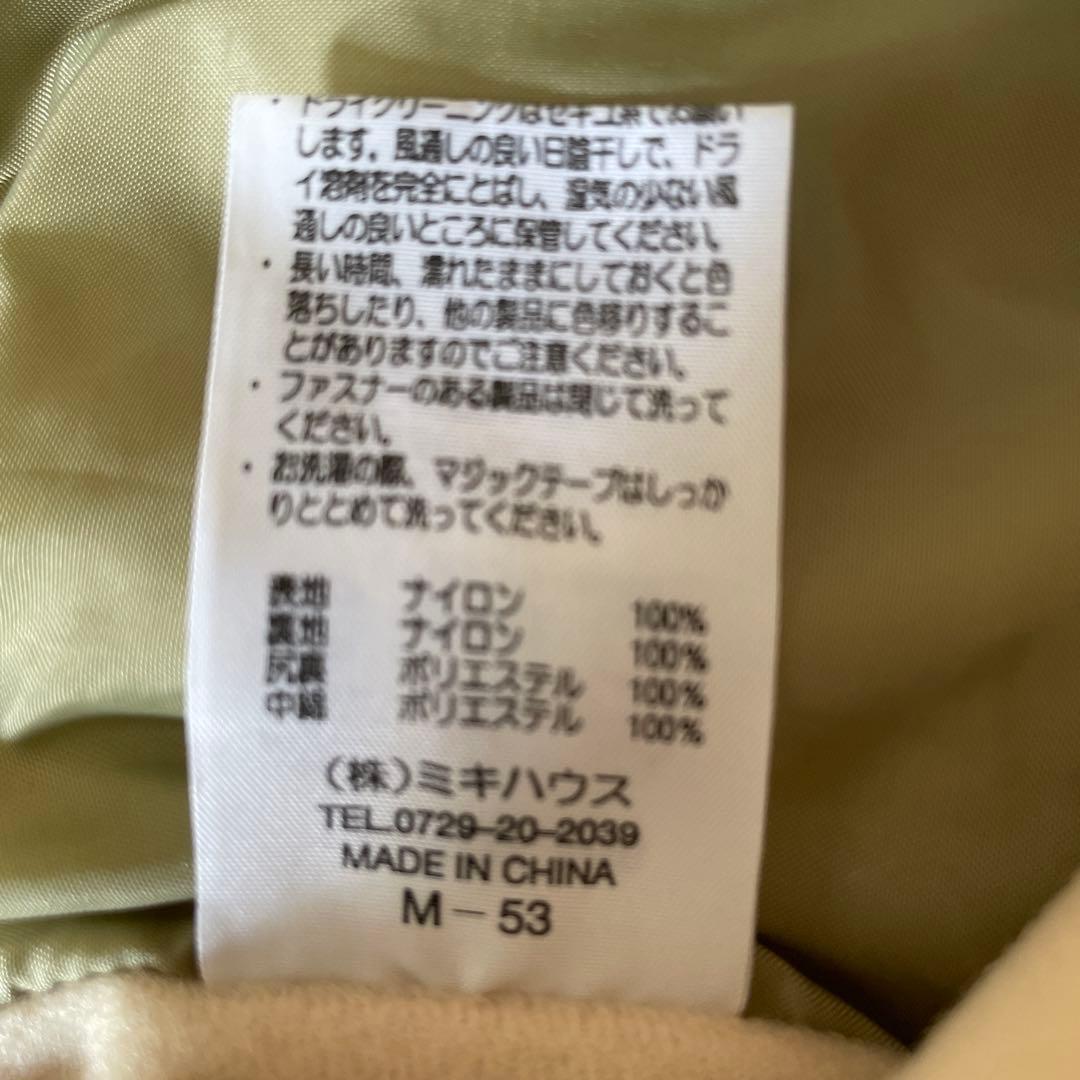 ・ドライクリーニングはセキユ系でお願い
します。風通しの良い日陰干しで、ドラ
イ溶剤を完全にとばし、湿気の少ない風
通しの良いところに保管してください。
・長い時間、濡れたままにしておくと色
落ちしたり、他の製品に色移りするこ
とがありますのでご注意ください。
・ファスナーのある製品は閉じて洗って
ください。
・お洗濯の際、マジックテープはしっか
りととめて洗ってください。
表地 ナイロン 100%
裏地 ナイロン 100%
尻裏 ポリエステル 100%
中綿 ポリエステル 100%
(株)ミキハウス
TEL.0729-20-2039
MADE IN CHINA
M-53